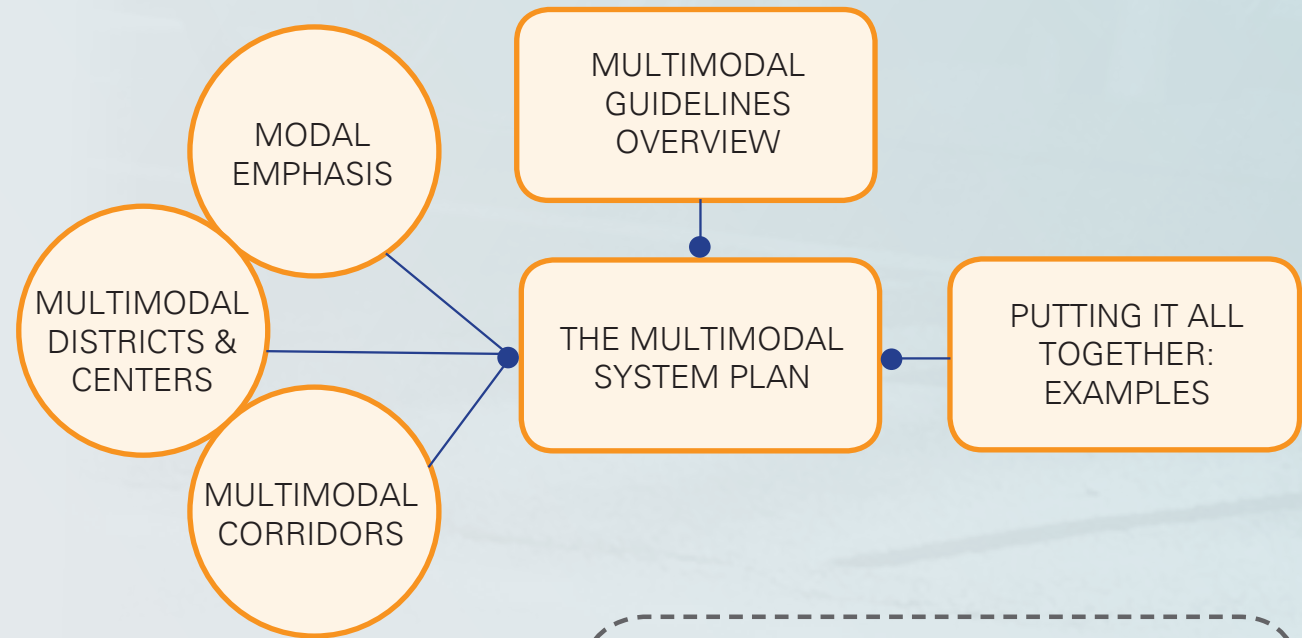 MULTIMODAL
GUIDELINES
OVERVIEW
MODAL
EMPHASIS
MULTIMODAL
DISTRICTS &
CENTERS
MULTIMODAL
CORRIDORS
THE MULTIMODAL
SYSTEM PLAN
PUTTING IT ALL
TOGETHER:
EXAMPLES